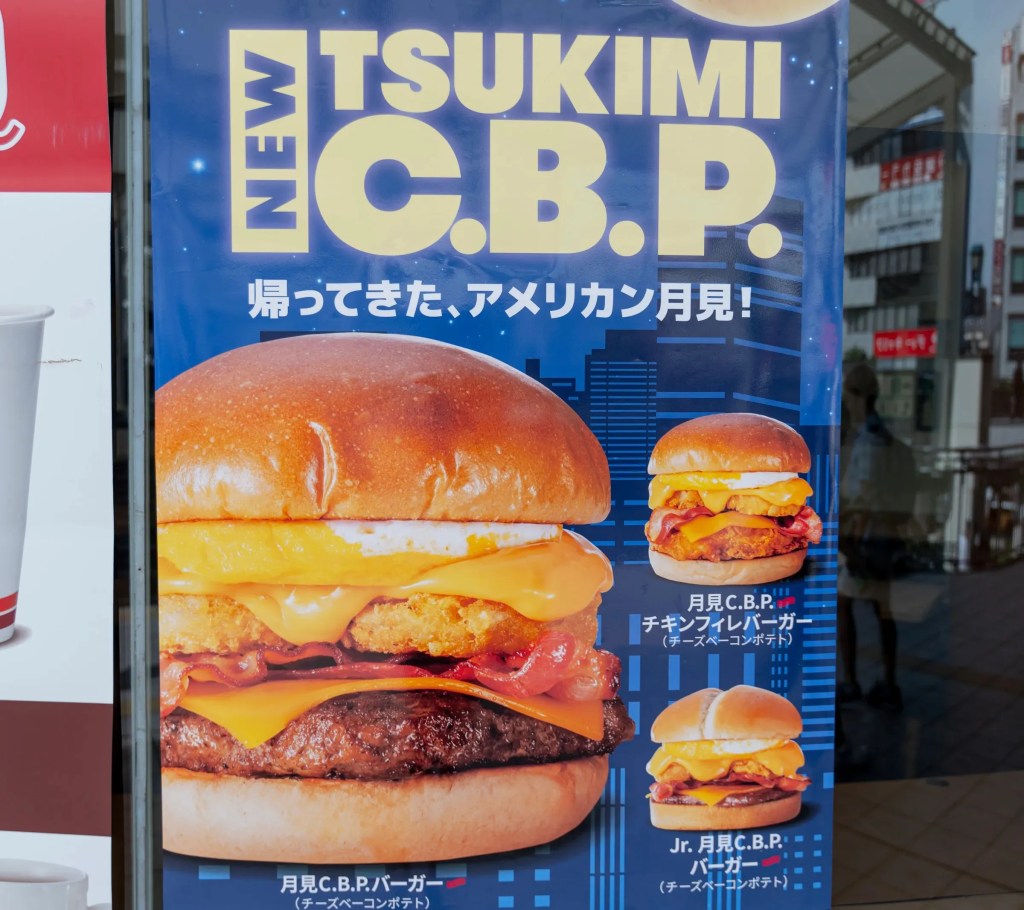 NEW
TSUKIMI
C.B.P.
帰ってきた、アメリカン月見!
月見C.B.P.
チキンフィレバーガー
(チーズベーコンポテト)
Jr. 月見C.B.P.
バーガー
(チーズベーコンポテト)
月見C.B.P.バーガー
(チーズベーコンポテト)